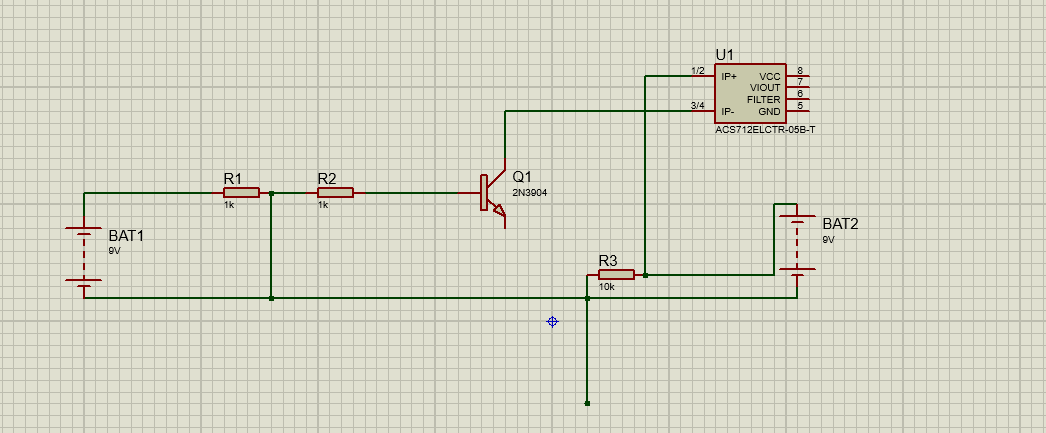 U1
1/2 IP+ VCC 8
VIOUT 7
FILTER 6
3/4 IP- GND 5
ACS712ELCTR-05B-T
R1
1k
R2
1k
Q1
2N3904
BAT1
9V
BAT2
9V
R3
10k